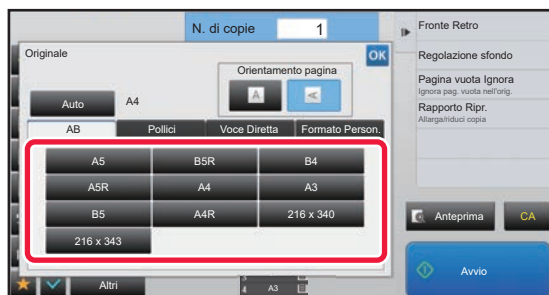 N. di copie
1
Originale
OK
Orientamento pagina
A
A
Auto
A4
AB
Pollici
Voce Diretta
Formato Person.
A5
B5R
B4
A5R
A4
A3
B5
A4R
216 x 340
216 x 343
Altri
4
A3
Fronte Retro
Regolazione sfondo
Pagina vuota Ignora
Ignora pag. vuota nell'orig.
Rapporto Ripr.
Allarga/riduci copia
Anteprima
CA
Avvio